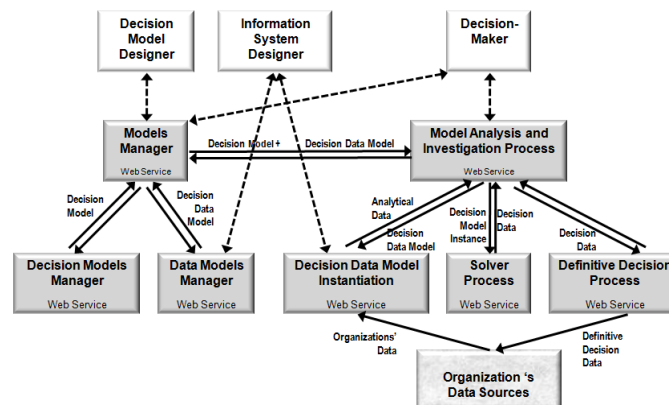 Decision
Model
Designer
Information
System
Designer
Decision-
Maker
Models
Manager
Web Service
Decision Model +
Decision Data Model
Model Analysis and
Investigation Process
Web Service
Decision
Model
Decision
Data
Model
Analytical
Data
Decision
Data Model
Decision
Model
Instance
Decision
Data
Decision
Data
Decision Models
Manager
Web Service
Data Models
Manager
Web Service
Decision Data Model
Instantiation
Web Service
Solver
Process
Web Service
Definitive Decision
Process
Web Service
Organizations'
Data
Definitive
Decision
Data
Organization ‘s
Data Sources